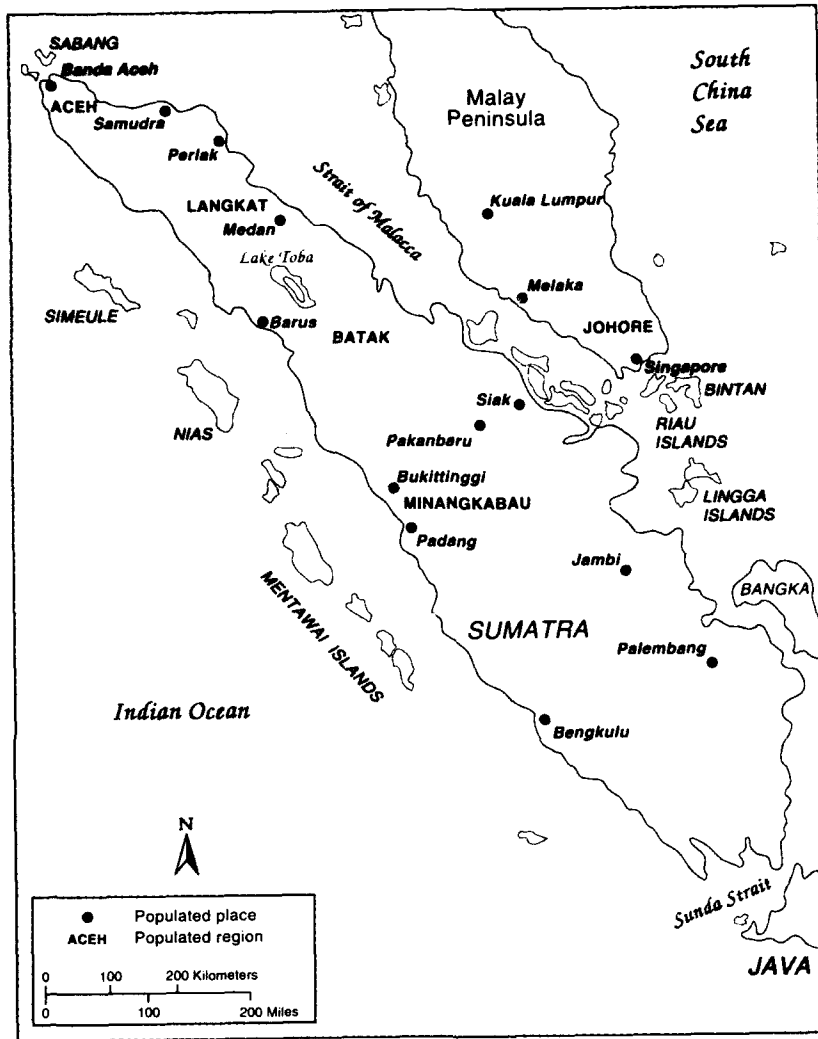 SABANG
Banda Aceh
ACEH
Samudra
Perlak
South
China
Sea
Malay
Peninsula
Strait of Malacca
Kuala Lumpur
LANGKAT
Medan
Lake Toba
SIMEULE
Barus
BATAK
Melaka
JOHORE
Singapore
BINTAN
RIAU
ISLANDS
NIAS
Siak
Pakanbaru
Bukittinggi
MINANGKABAU
Padang
LINGGA
ISLANDS
Jambi
BANGKA
MENTAWAI ISLANDS
SUMATRA
Palembang
Indian Ocean
Bengkulu
N
Sunda Strait
JAVA
Populated place
ACEH Populated region
0 100 200 Kilometers
0 100 200 Miles